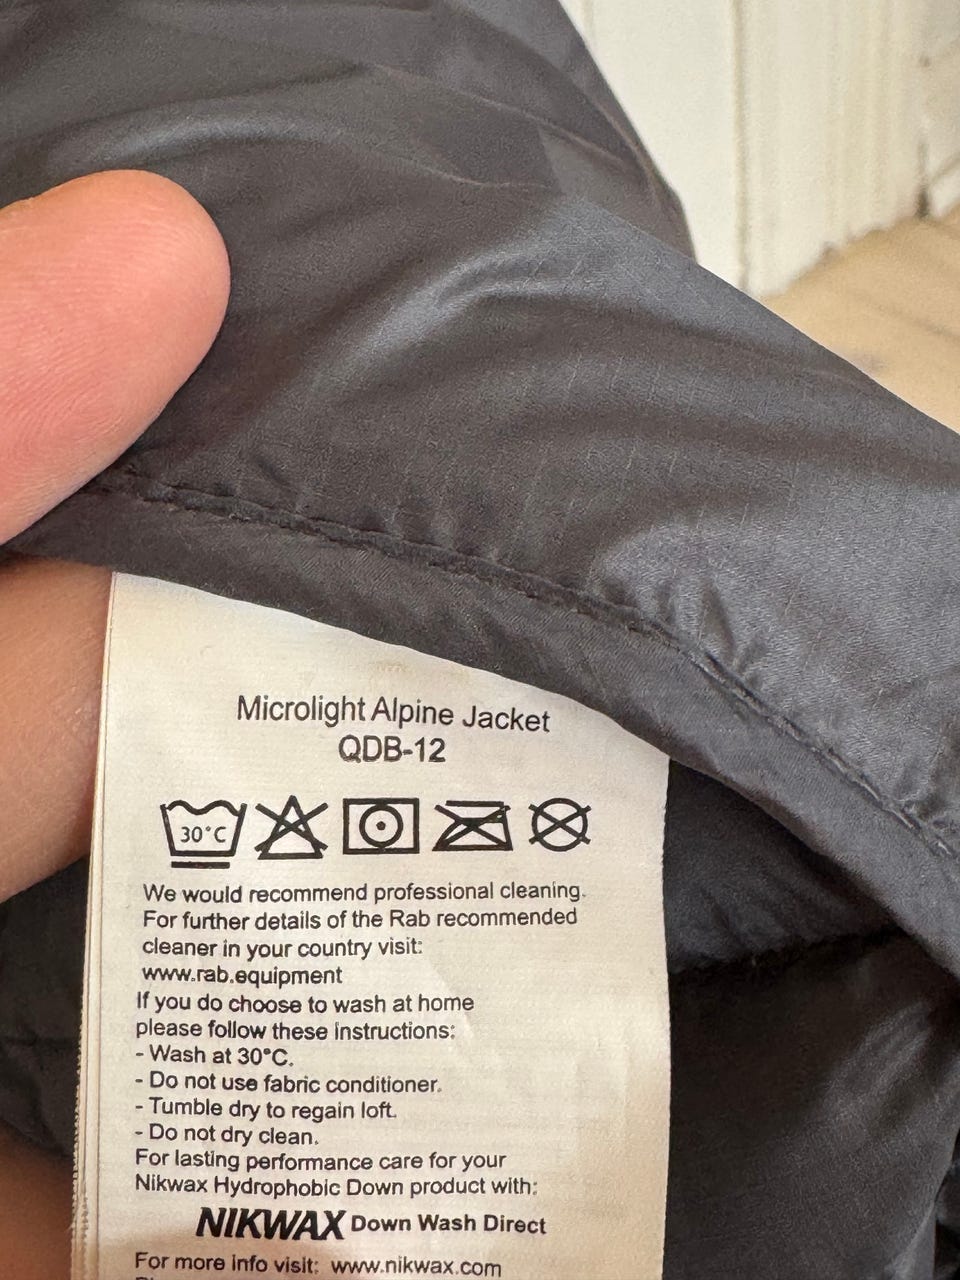 Microlight Alpine Jacket
QDB-12
30°C
We would recommend professional cleaning.
For further details of the Rab recommended
cleaner in your country visit:
www.rab.equipment
If you do choose to wash at home
please follow these instructions:
- Wash at 30°C.
- Do not use fabric conditioner.
- Tumble dry to regain loft.
- Do not dry clean.
For lasting performance care for your
Nikwax Hydrophobic Down product with:
NIKWAX Down Wash Direct
For more info visit: www.nikwax.com